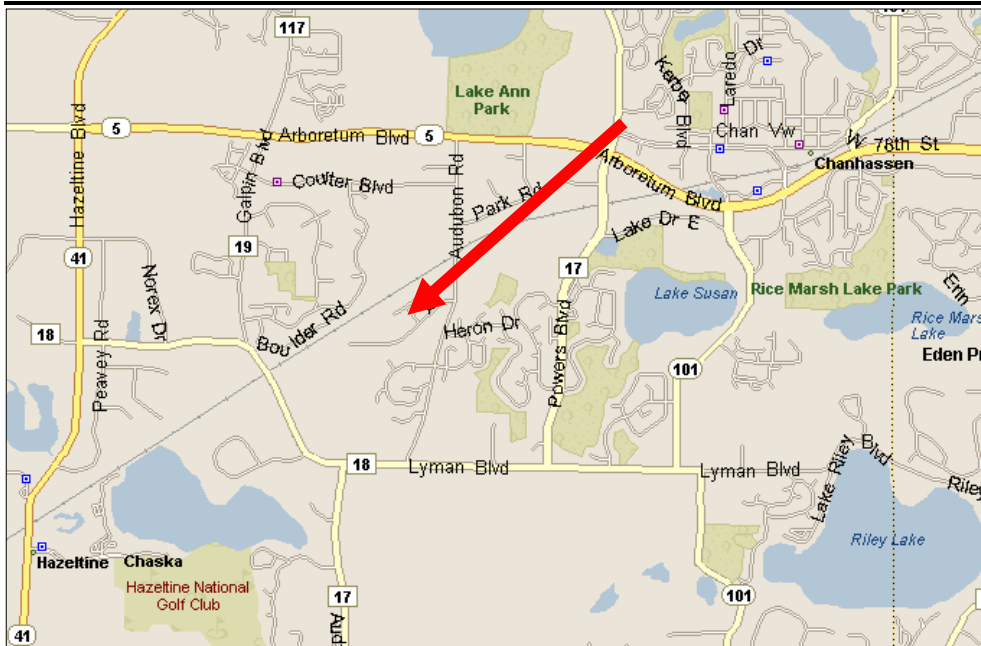 117
Lake Ann
Park
Kerbe
Blvd
Laredo Dr
Hazeltine Blvd
5
Arboretum Blvd
5
Chan Vw
W 78th St
Chanhassen
Galpin Blvd
Coulter Blvd
Audubon Rd
Park Rd
Arboretum Blvd
Lake Dr E
19
41
17
Norex Dr
Lake Susan
Rice Marsh Lake Park
Erin
Rice Mars
Lake
Eden Pr
18
Peavey Rd
Boulder Rd
Heron Dr
Powers Blvd
101
18
Lyman Blvd
Lyman Blvd
Lake Riley Blvd
Riley
Riley Lake
Hazeltine
Chaska
Hazeltine National
Golf Club
17
101
41